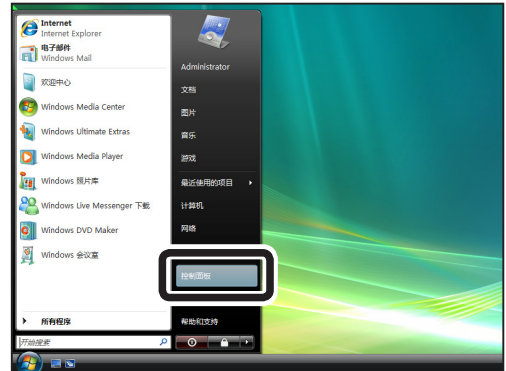 Internet
Internet Explorer
电子邮件
Windows Mail
欢迎中心
Windows Media Center
Windows Ultimate Extras
Windows Media Player
Windows 照片库
Windows Live Messenger 下载
Windows DVD Maker
Windows 会议室
所有程序
开始搜索
Administrator
文档
图片
音乐
游戏
最近使用的项目
计算机
网络
控制面板
帮助和支持